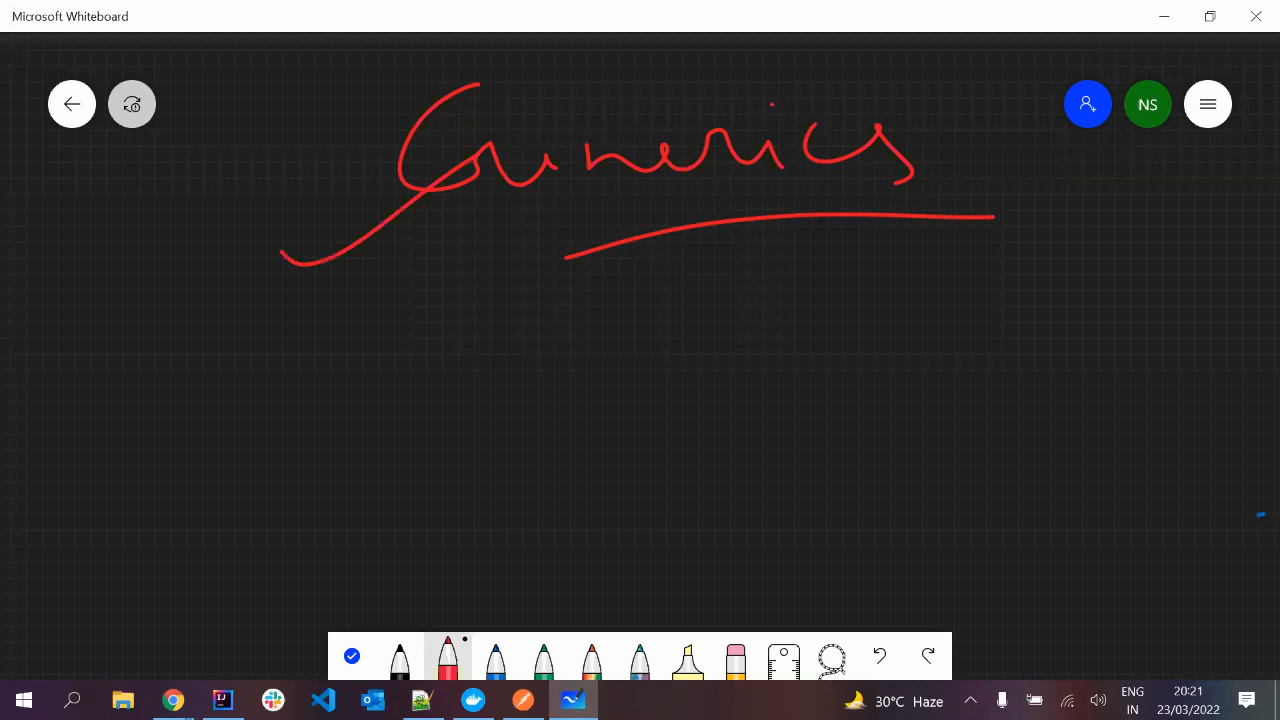 Microsoft Whiteboard
NS
Generics
30°C Haze
ENG
IN
20:21
23/03/2022